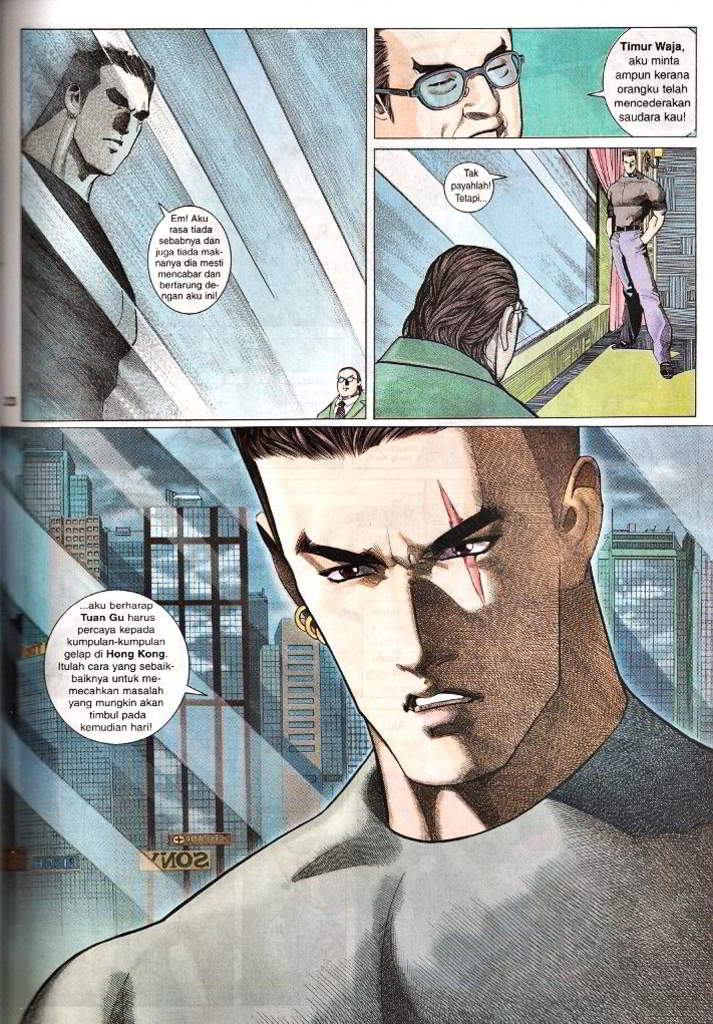 Em! Aku
rasa tiada
sebabnya dan
juga tiada mak-
nanya dia mesti
mencabar dan
bertarung de-
ngan aku ini!
Timur Waja,
aku minta
ampun kerana
orangku telah
mencederakan
saudara kau!
Tak
payahlah!
Tetapi...
...aku berharap
Tuan Gu harus
percaya kepada
kumpulan-kumpulan
gelap di Hong Kong.
Itulah cara yang sebaik-
baiknya untuk me-
mecahkan masalah
yang mungkin akan
timbul pada
kemudian hari!
SONY